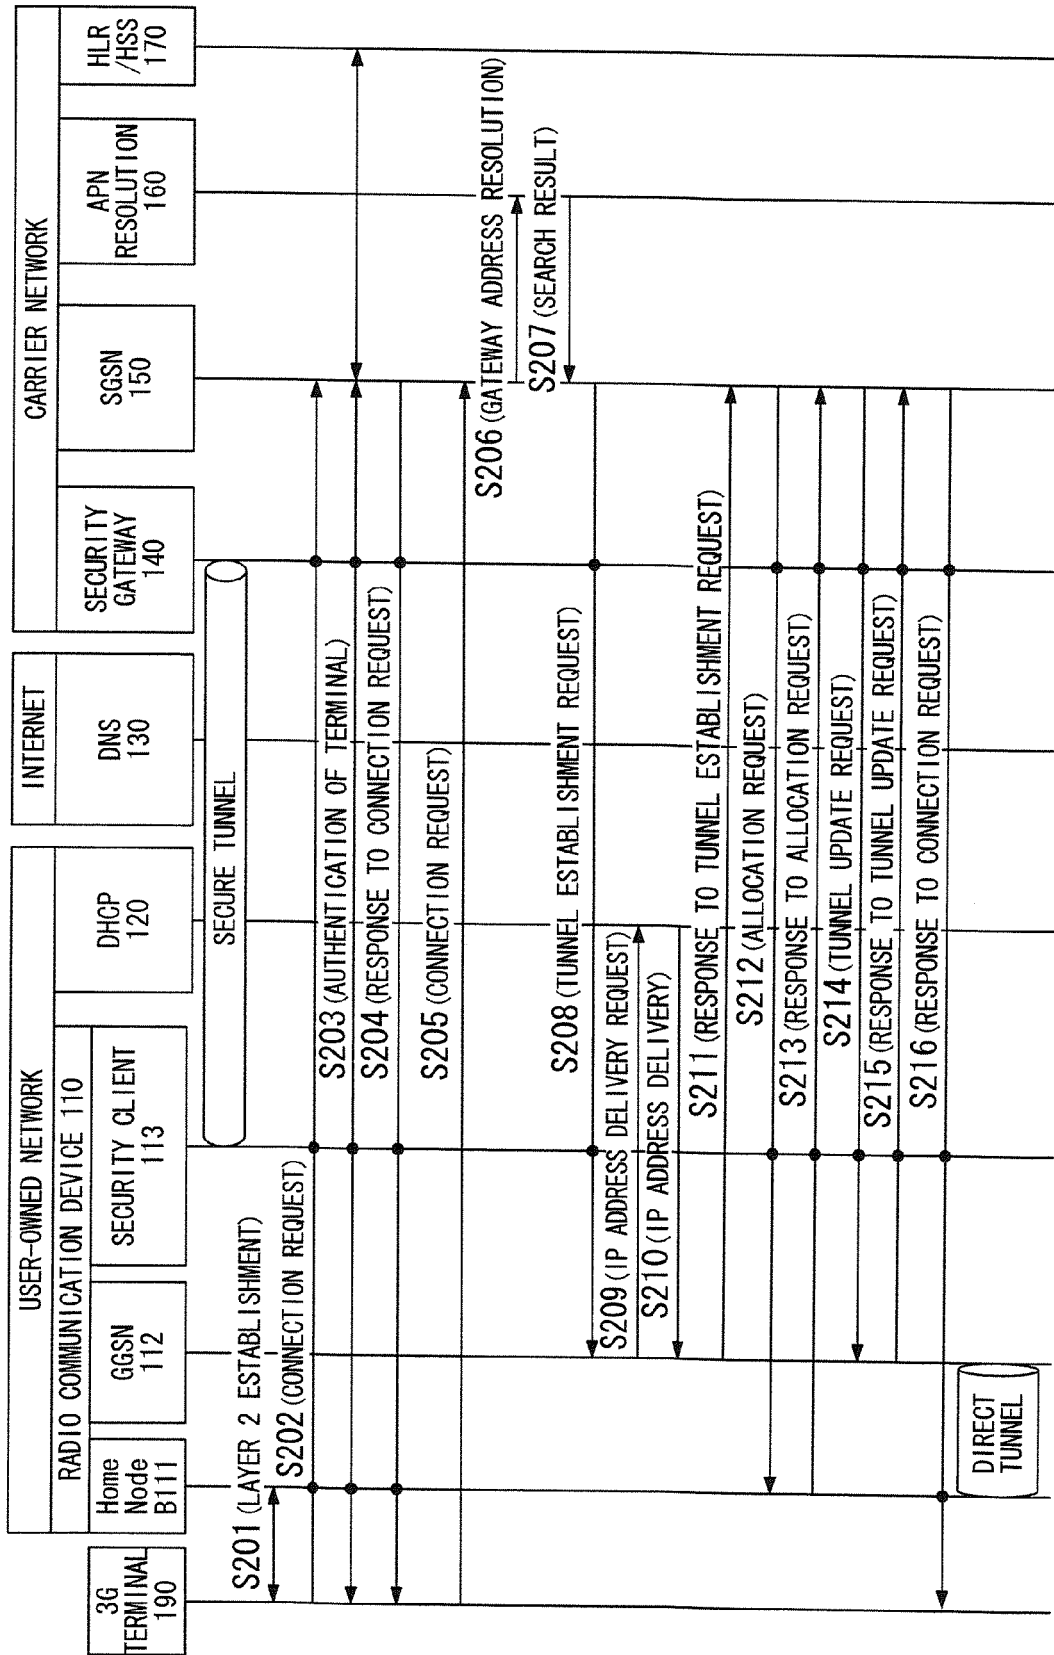 USER-OWNED NETWORK
INTERNET
CARRIER NETWORK
RADIO COMMUNICATION DEVICE 110
3G
TERMINAL
190
Home
Node
B111
GGSN
112
SECURITY CLIENT
113
DHCP
120
DNS
130
SECURITY
GATEWAY
140
SGSN
150
APN
RESOLUTION
160
HLR
/HSS
170
SECURE TUNNEL
S201 (LAYER 2 ESTABLISHMENT)
S202 (CONNECTION REQUEST)
S203 (AUTHENTICATION OF TERMINAL)
S204 (RESPONSE TO CONNECTION REQUEST)
S205 (CONNECTION REQUEST)
S206 (GATEWAY ADDRESS RESOLUTION)
S207 (SEARCH RESULT)
S208 (TUNNEL ESTABLISHMENT REQUEST)
S209 (IP ADDRESS DELIVERY REQUEST)
S210 (IP ADDRESS DELIVERY)
S211 (RESPONSE TO TUNNEL ESTABLISHMENT REQUEST)
S212 (ALLOCATION REQUEST)
S213 (RESPONSE TO ALLOCATION REQUEST)
S214 (TUNNEL UPDATE REQUEST)
S215 (RESPONSE TO TUNNEL UPDATE REQUEST)
S216 (RESPONSE TO CONNECTION REQUEST)
DIRECT
TUNNEL